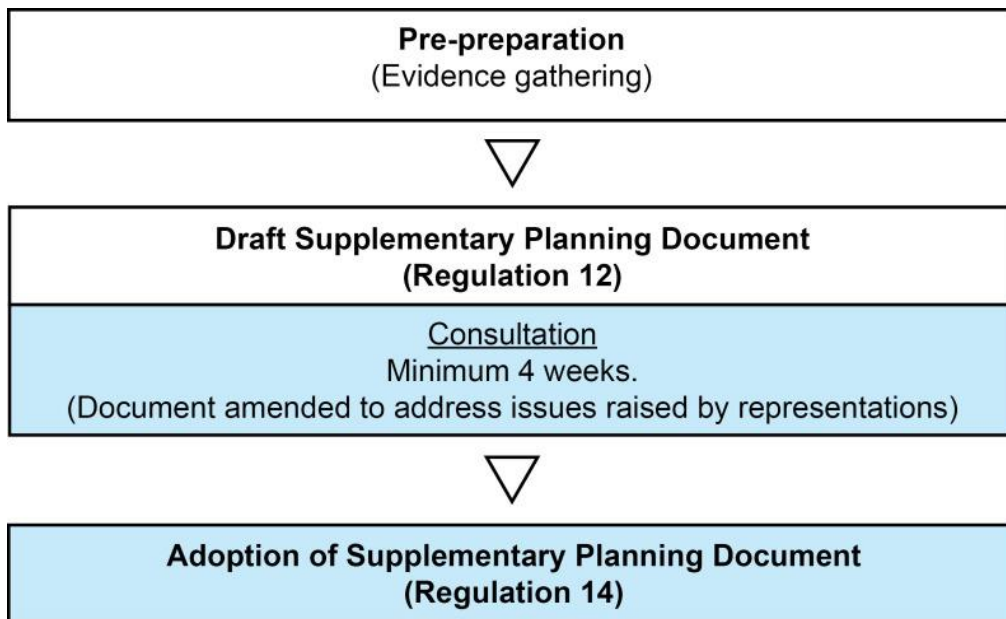 Pre-preparation
(Evidence gathering)
Draft Supplementary Planning Document
(Regulation 12)
Consultation
Minimum 4 weeks.
(Document amended to address issues raised by representations)
Adoption of Supplementary Planning Document
(Regulation 14)